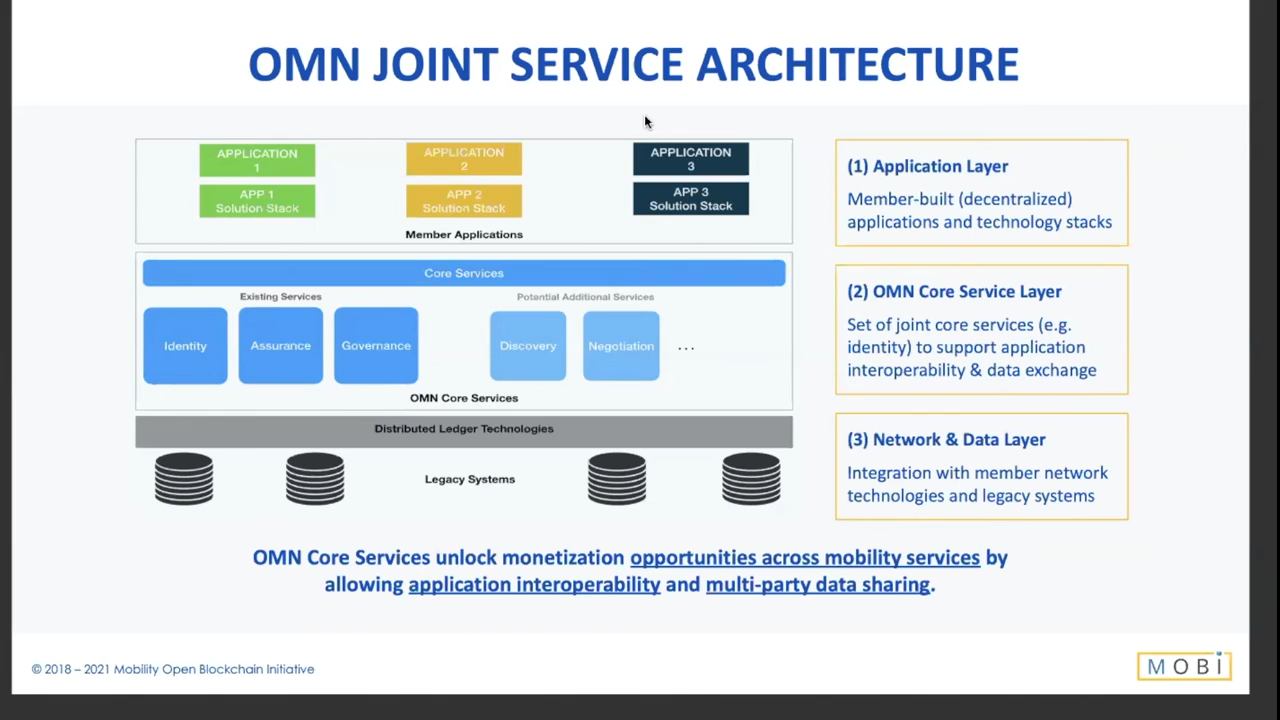 OMN JOINT SERVICE ARCHITECTURE
APPLICATION
1
APPLICATION
2
APPLICATION
3
APP 1
Solution Stack
APP 2
Solution Stack
APP 3
Solution Stack
Member Applications
Core Services
Existing Services
Potential Additional Services
Identity
Assurance
Governance
Discovery
Negotiation
...
OMN Core Services
Distributed Ledger Technologies
Legacy Systems
(1) Application Layer
Member-built (decentralized)
applications and technology stacks
(2) OMN Core Service Layer
Set of joint core services (e.g.
identity) to support application
interoperability & data exchange
(3) Network & Data Layer
Integration with member network
technologies and legacy systems
OMN Core Services unlock monetization opportunities across mobility services by
allowing application interoperability and multi-party data sharing.
© 2018 – 2021 Mobility Open Blockchain Initiative
MOBI